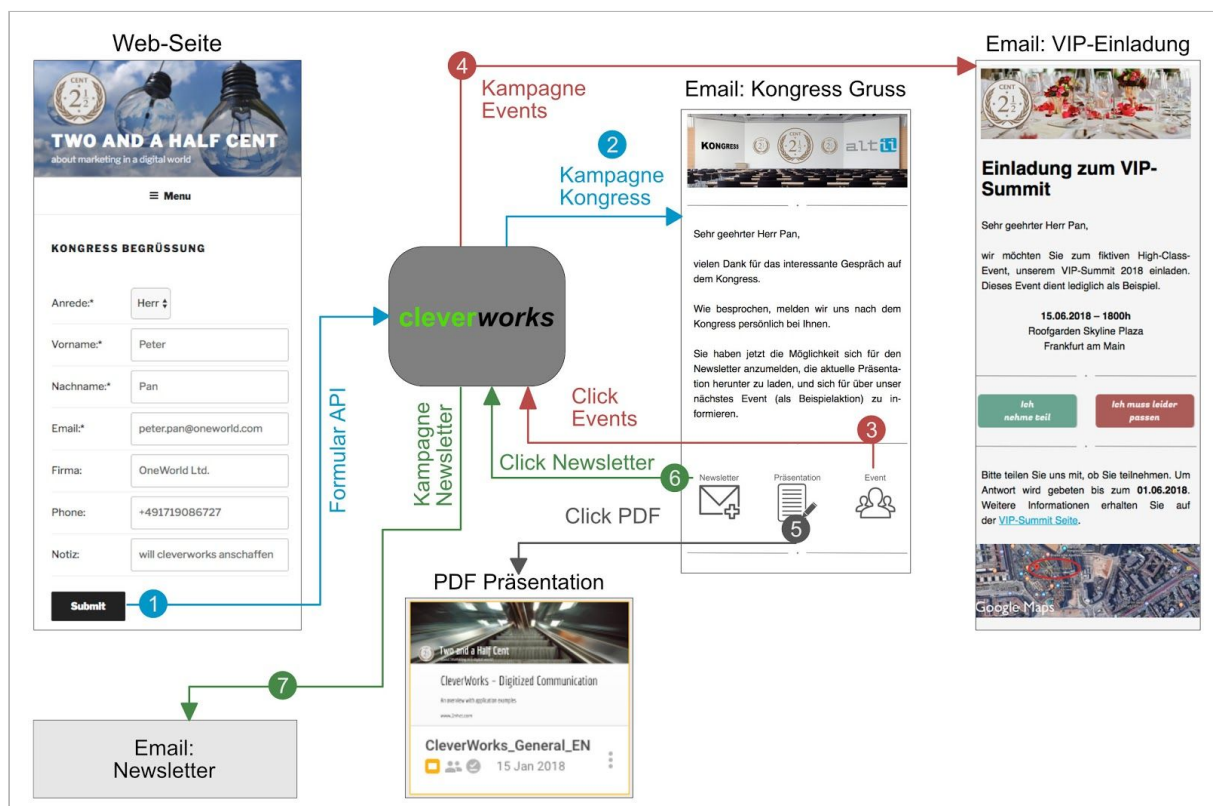 Web-Seite
CENT
2½
TWO AND A HALF CENT
about marketing in a digital world
≡ Menu
KONGRESS BEGRÜSSUNG
Anrede:*
Herr
Vorname:*
Peter
Nachname:*
Pan
Email:*
peter.pan@oneworld.com
Firma:
OneWorld Ltd.
Phone:
+491719086727
Notiz:
will cleverworks anschaffen
Submit
1
Formular API
cleverworks
4
Kampagne
Events
2
Kampagne
Kongress
Email: Kongress Gruss
KONGRESS
CENT
2½
altii
Sehr geehrter Herr Pan,
vielen Dank für das interessante Gespräch auf
dem Kongress.
Wie besprochen, melden wir uns nach dem
Kongress persönlich bei Ihnen.
Sie haben jetzt die Möglichkeit sich für den
Newsletter anzumelden, die aktuelle Präsenta-
tion herunter zu laden, und sich für über unser
nächstes Event (als Beispielaktion) zu in-
formieren.
Click
Events
3
Kampagne
Newsletter
Click Newsletter
6
Newsletter
Präsentation
Event
Click PDF
5
PDF Präsentation
Two and a Half Cent
CleverWorks - Digitized Communication
An overview with application examples
CleverWorks_General_EN
15 Jan 2018
7
Email:
Newsletter
Email: VIP-Einladung
CENT
2½
Einladung zum VIP-
Summit
Sehr geehrter Herr Pan,
wir möchten Sie zum fiktiven High-Class-
Event, unserem VIP-Summit 2018 einladen.
Dieses Event dient lediglich als Beispiel.
15.06.2018 – 1800h
Roofgarden Skyline Plaza
Frankfurt am Main
Ich
nehme teil
Ich muss leider
passen
Bitte teilen Sie uns mit, ob Sie teilnehmen. Um
Antwort wird gebeten bis zum 01.06.2018.
Weitere Informationen erhalten Sie auf
der VIP-Summit Seite.
Google Maps